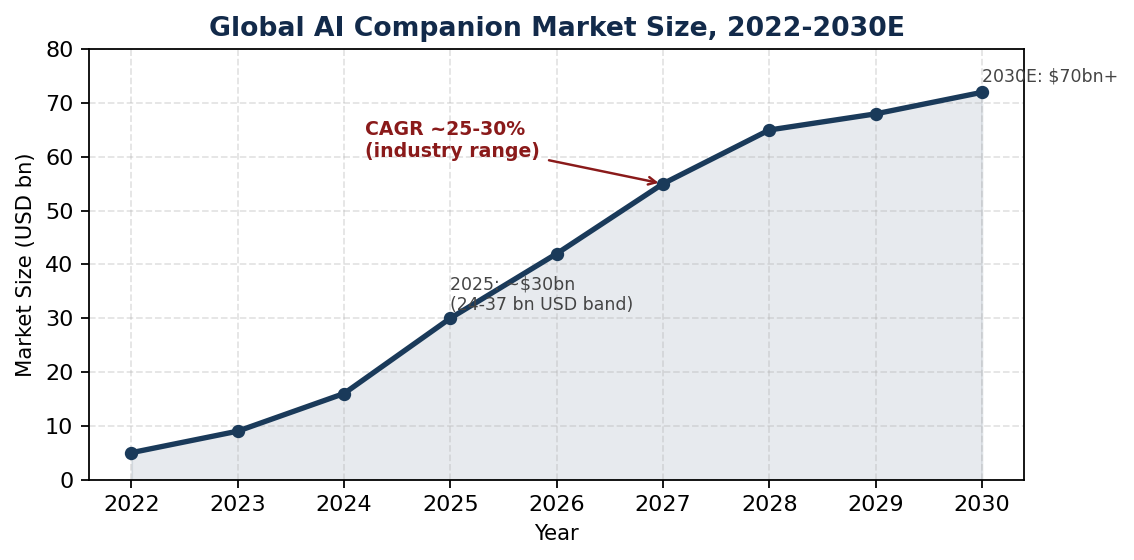 Global AI Companion Market Size, 2022-2030E
80
2030E: $70bn+
70
CAGR ~25-30%
(industry range)
60
50
40
2025: ~$30bn
(24-37 bn USD band)
30
20
10
0
Market Size (USD bn)
2022 2023 2024 2025 2026 2027 2028 2029 2030
Year